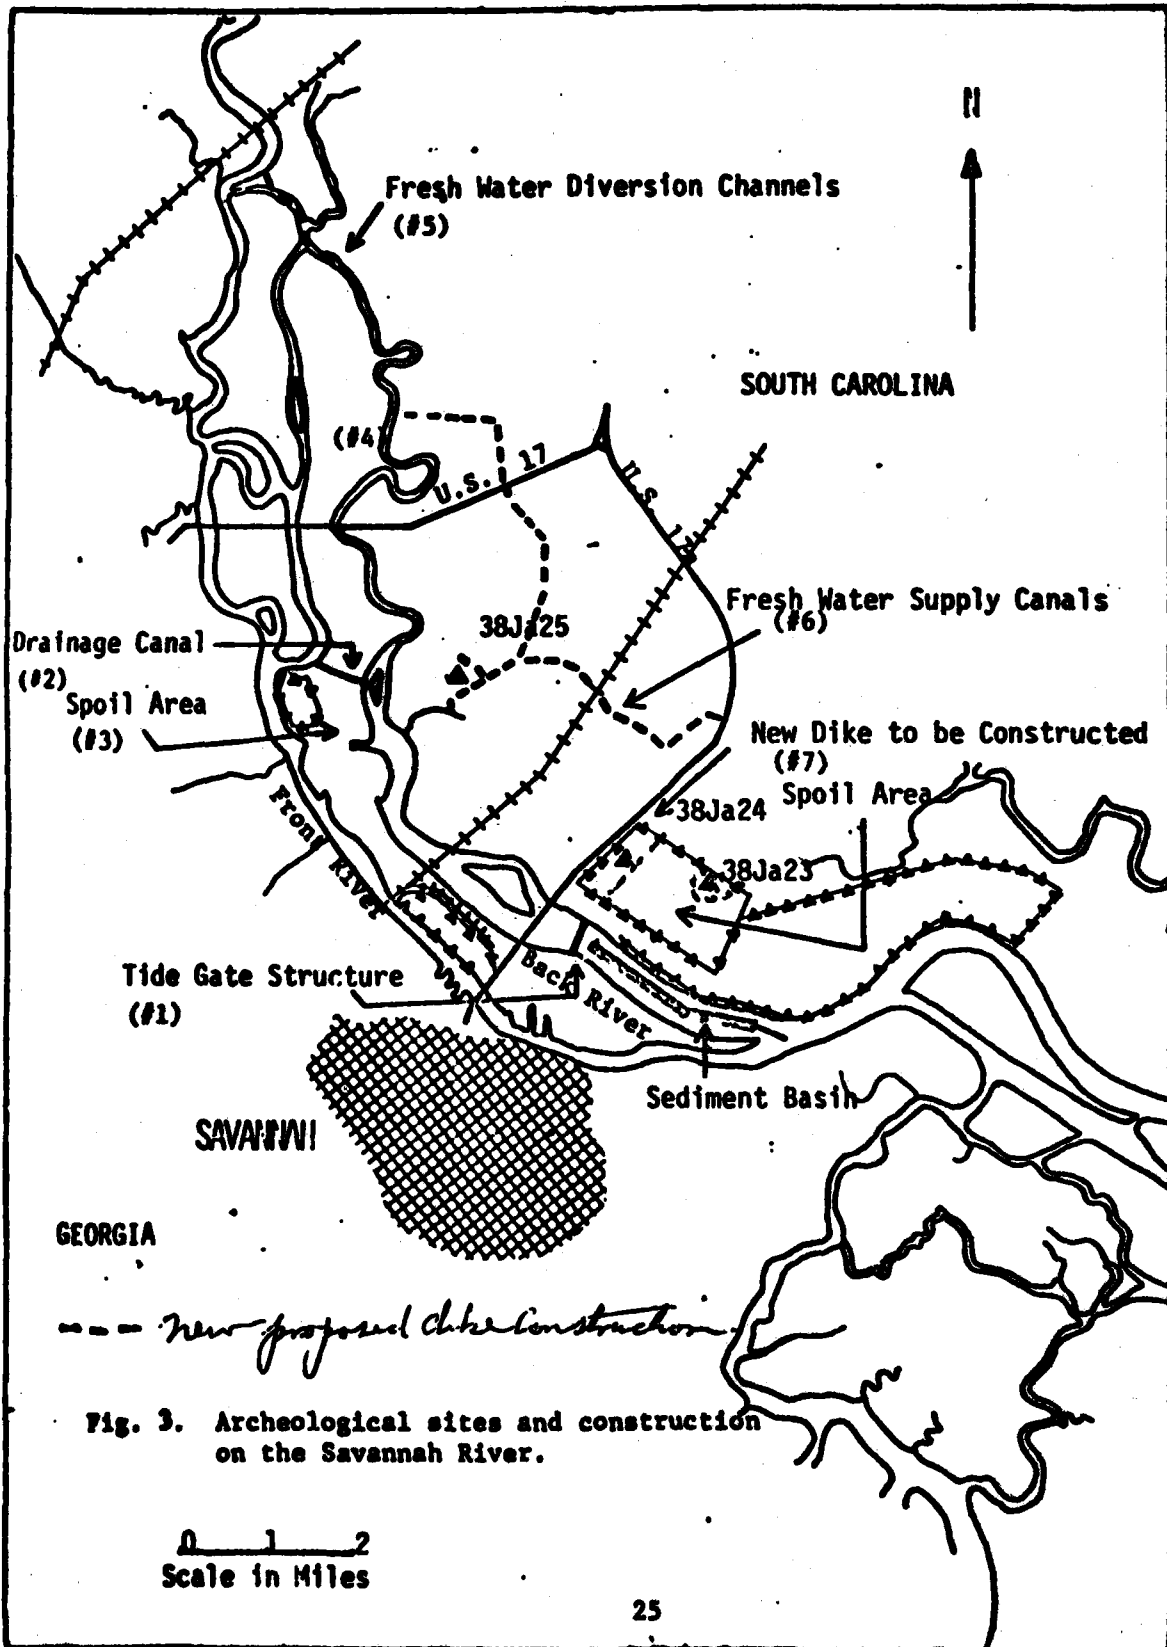 N
Fresh Water Diversion Channels
(#5)
SOUTH CAROLINA
(#4)
U.S. 17
U.S. 17A
Fresh Water Supply Canals
(#6)
38Ja25
Drainage Canal
(#2)
Spoil Area
(#3)
New Dike to be Constructed
(#7)
Spoil Area
38Ja24
38Ja23
Front River
Back River
Tide Gate Structure
(#1)
Sediment Basin
SAVANNAH
GEORGIA
--- New proposed dike Construction
Fig. 3. Archeological sites and construction
on the Savannah River.
0 1 2
Scale in Miles
25